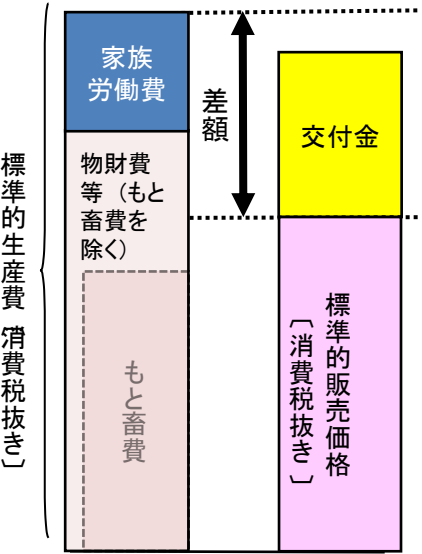 標準的生産費〔消費税抜き〕
家族
労働費
物財費
等（もと
畜費を
除く）
もと畜費
差額
交付金
標準的販売価格
〔消費税抜き〕